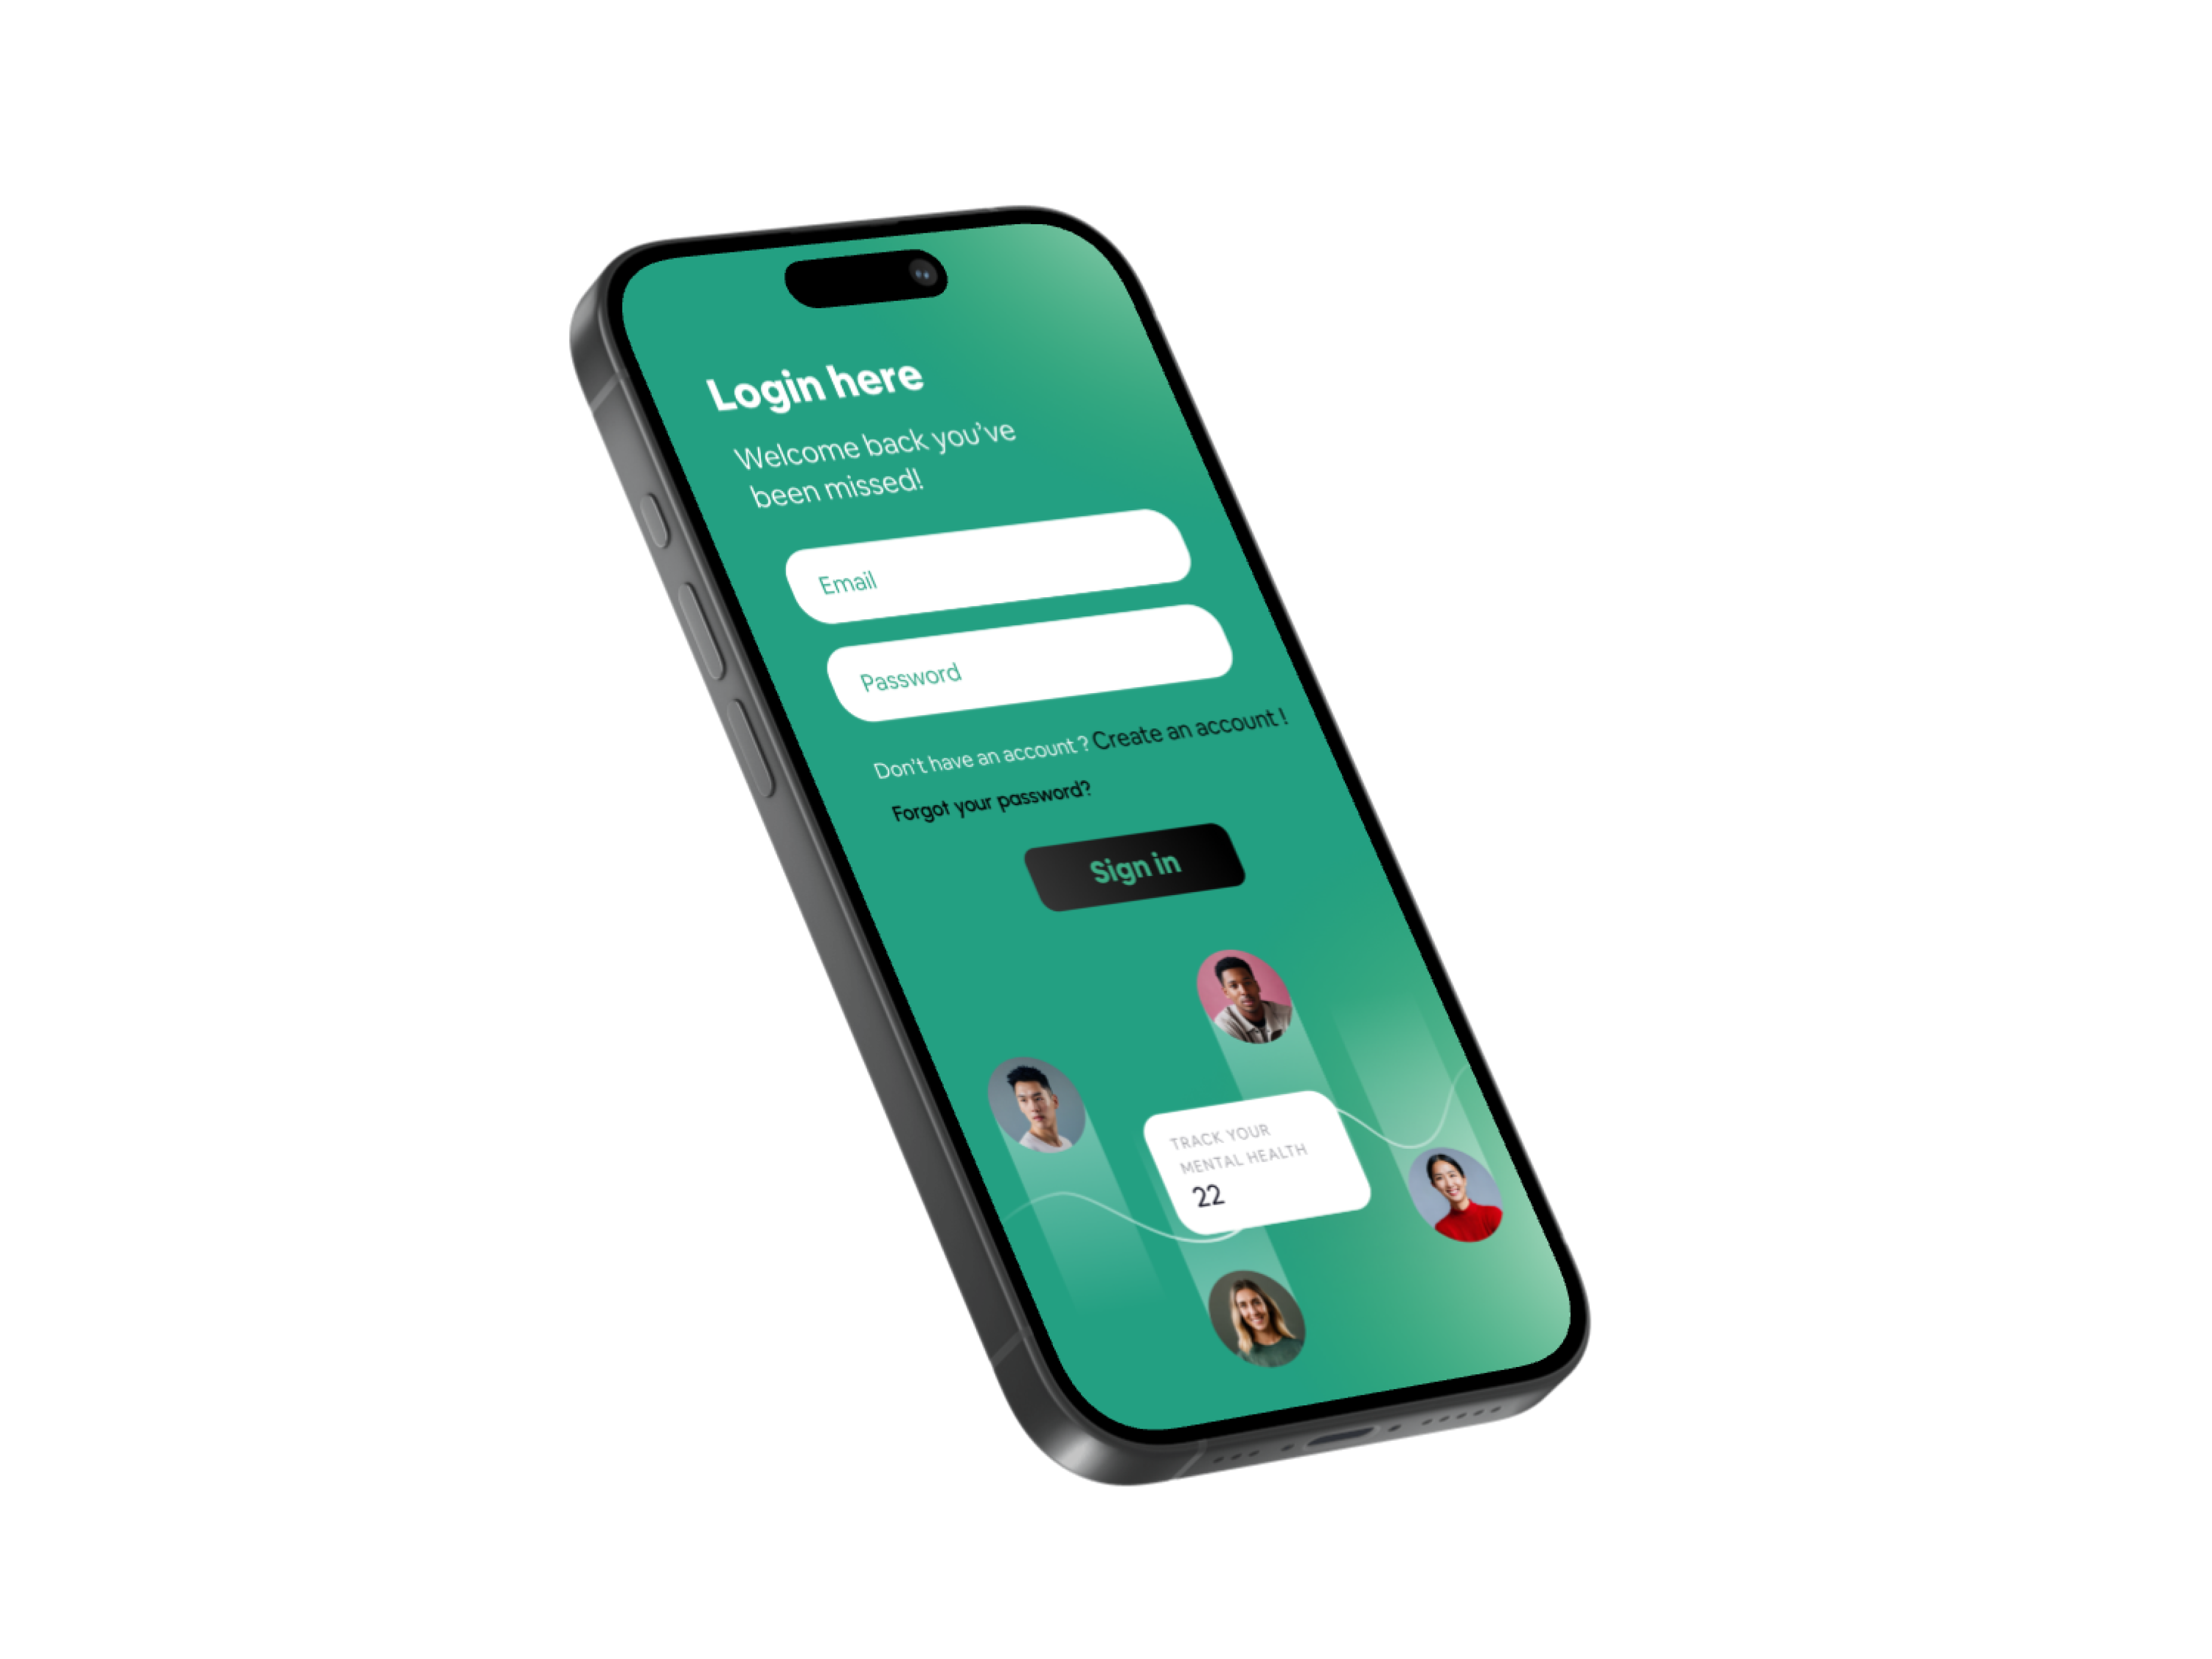 Login here
Welcome back you've
been missed!
Email
Password
Don't have an account ? Create an account !
Forgot your password?
Sign in
TRACK YOUR
MENTAL HEALTH
22